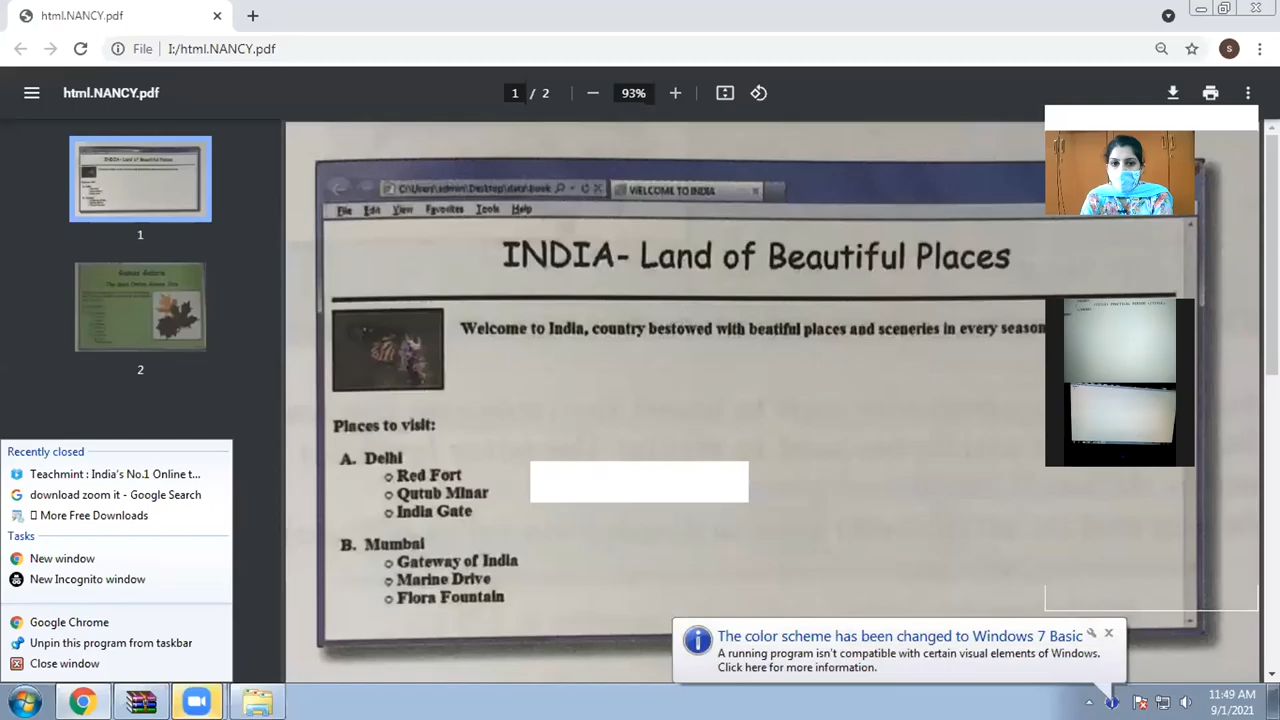 html.NANCY.pdf
File
I:/html.NANCY.pdf
s
html.NANCY.pdf
1 / 2
93%
1
2
C:\Users\admin\Desktop\data\book
WELCOME TO INDIA
File Edit View Favorites Tools Help
INDIA- Land of Beautiful Places
Welcome to India, country bestowed with beatiful places and sceneries in every season
Places to visit:
A. Delhi
Red Fort
Qutub Minar
India Gate
B. Mumbai
Gateway of India
Marine Drive
Flora Fountain
Recently closed
Teachmint : India's No.1 Online t...
download zoom it - Google Search
More Free Downloads
Tasks
New window
New Incognito window
Google Chrome
Unpin this program from taskbar
Close window
The color scheme has been changed to Windows 7 Basic
A running program isn't compatible with certain visual elements of Windows.
Click here for more information.
11:49 AM
9/1/2021